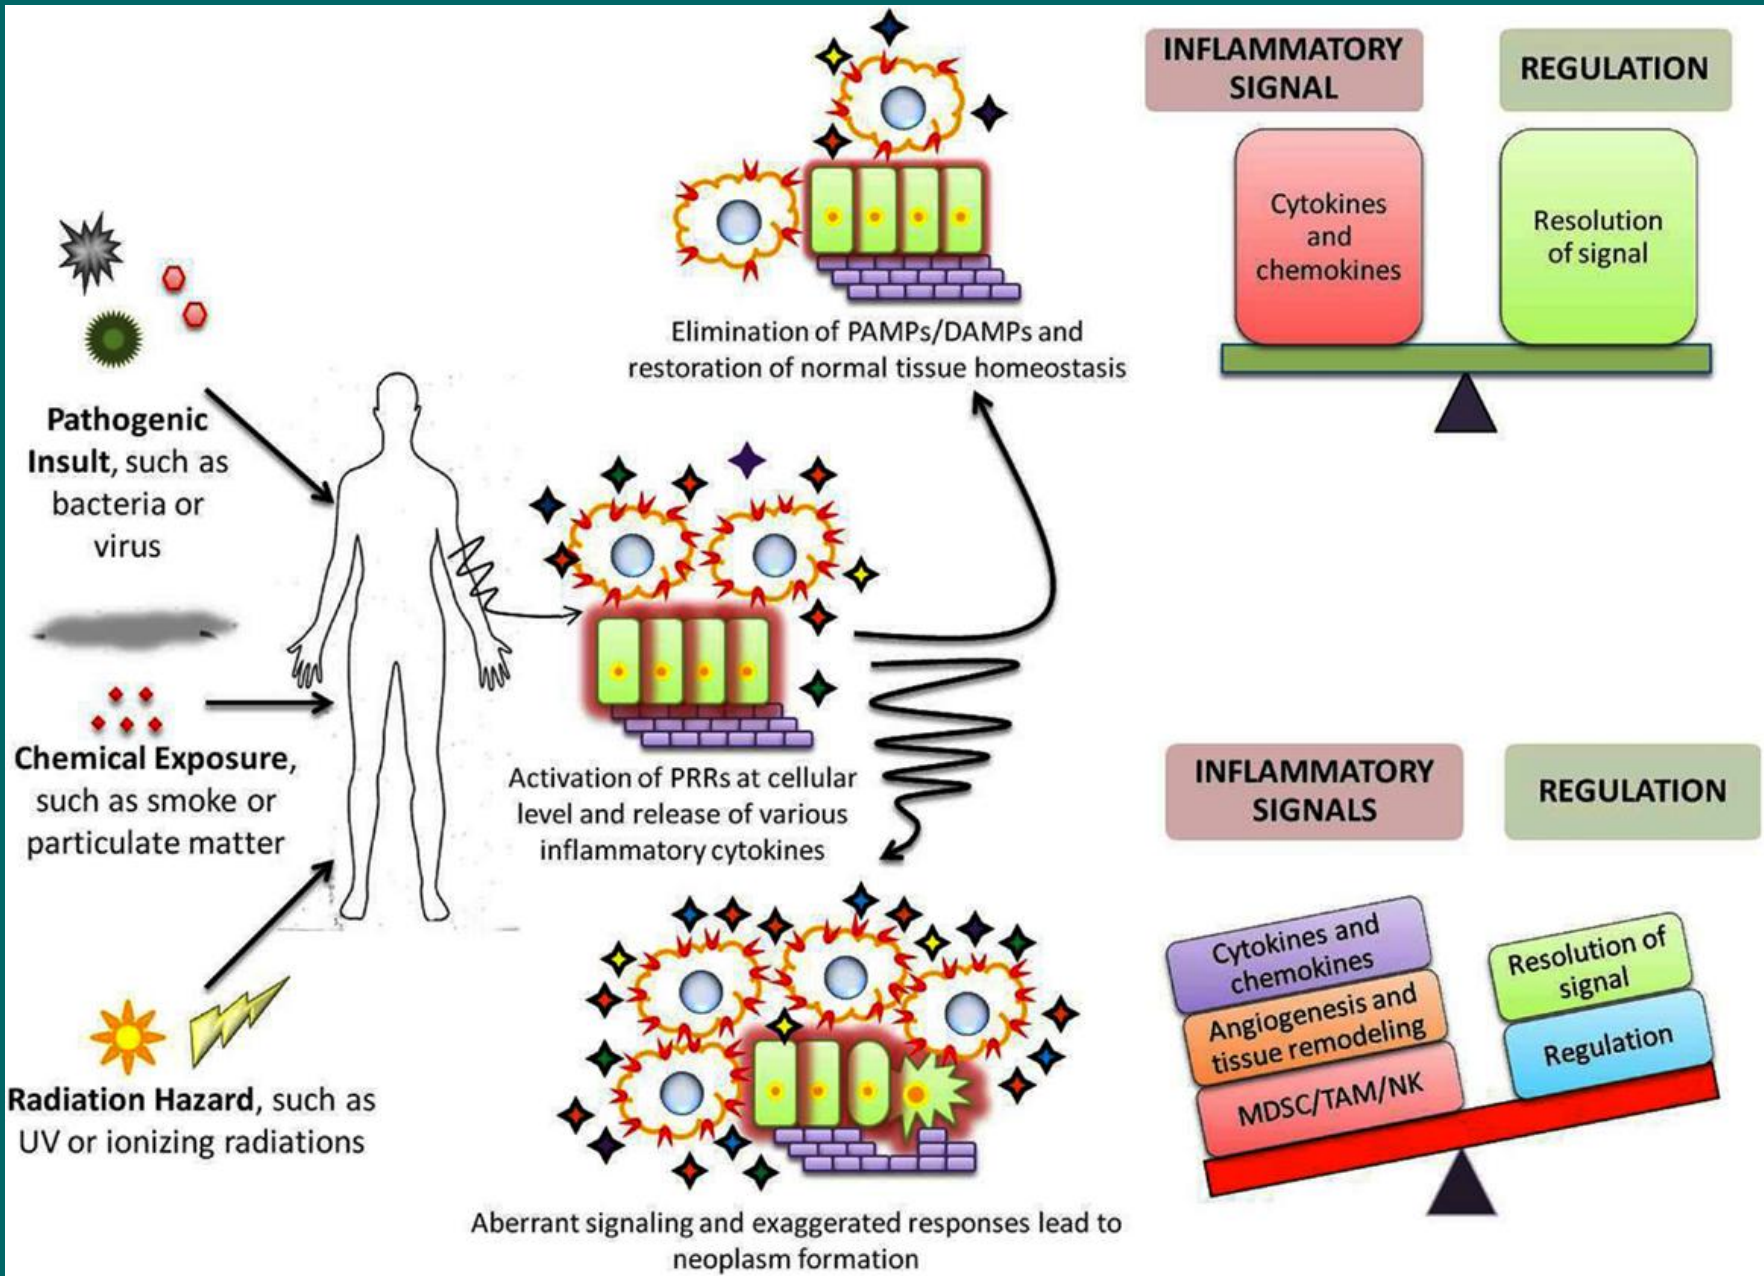 INFLAMMATORY
SIGNAL
REGULATION
Cytokines
and
chemokines
Resolution
of signal
Elimination of PAMPs/DAMPs and
restoration of normal tissue homeostasis
Pathogenic
Insult, such as
bacteria or
virus
Chemical Exposure,
such as smoke or
particulate matter
Radiation Hazard, such as
UV or ionizing radiations
Activation of PRRs at cellular
level and release of various
inflammatory cytokines
INFLAMMATORY
SIGNALS
REGULATION
Cytokines and
chemokines
Angiogenesis and
tissue remodeling
MDSC/TAM/NK
Resolution of
signal
Regulation
Aberrant signaling and exaggerated responses lead to
neoplasm formation